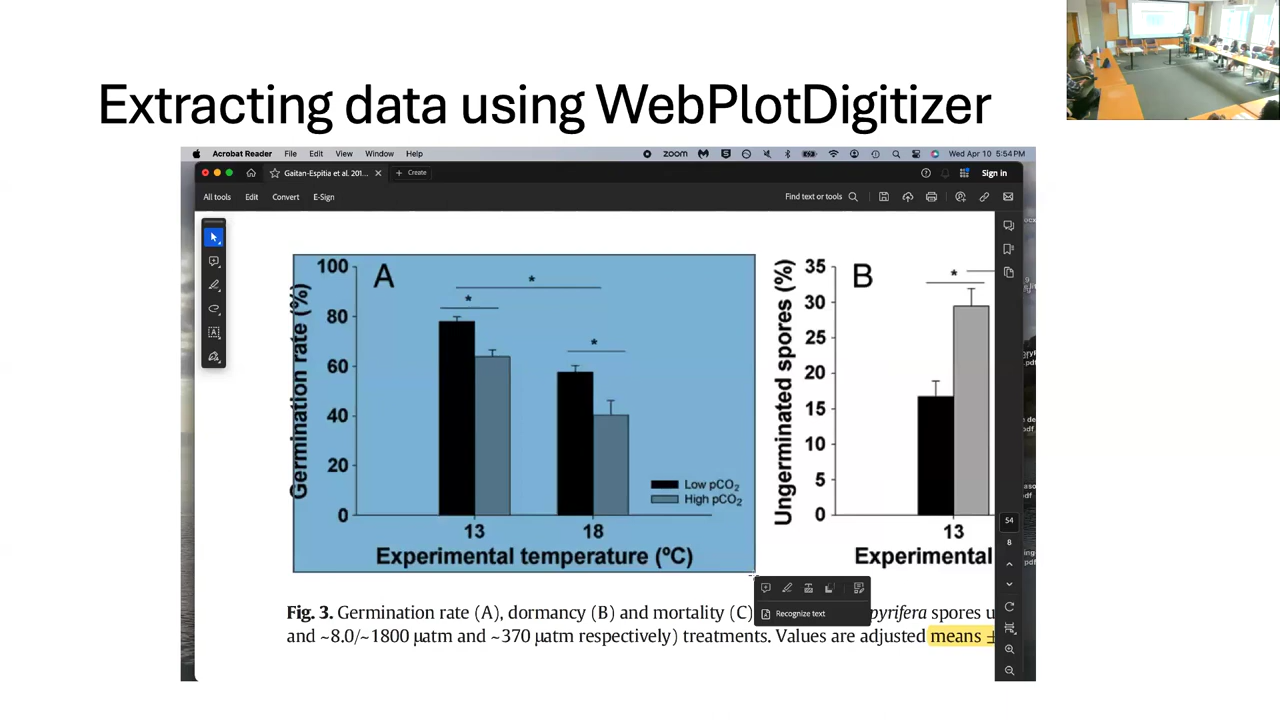 Extracting data using WebPlotDigitizer
Acrobat Reader File Edit View Window Help zoom Wed Apr 10 5:54 PM
Gaitan-Espitia et al. 201... × + Create Sign in
All tools Edit Convert E-Sign Find text or tools
A
Germination rate (%)
100
80
60
40
20
0
* * *
Low pCO₂
High pCO₂
13 18
Experimental temperature (ºC)
B
Ungerminated spores (%)
35
30
25
20
15
10
5
0
*
13
Experimental
54
8
Recognize text
Fig. 3. Germination rate (A), dormancy (B) and mortality (C) pyrifera spores u
and ~8.0/~1800 µatm and ~370 µatm respectively) treatments. Values are adjusted means ±